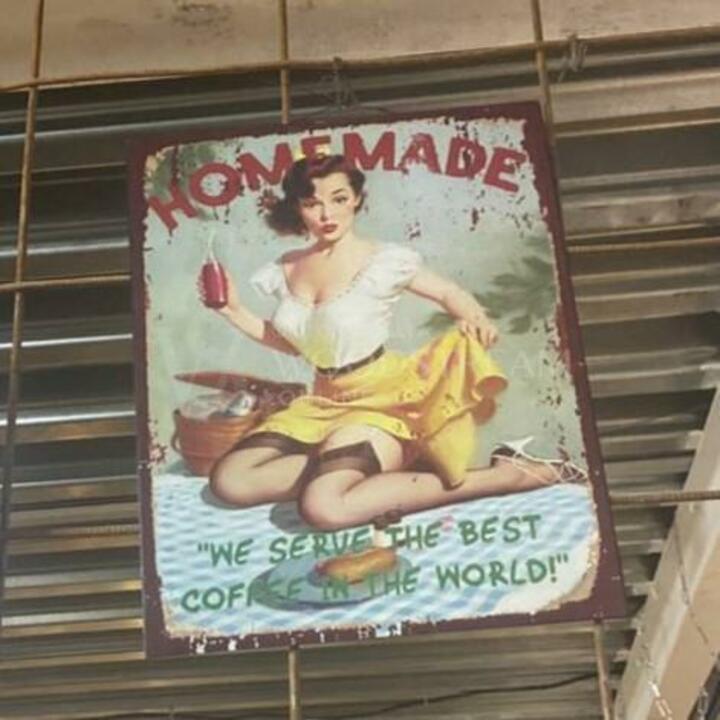 HOMEMADE
"WE SERVE THE BEST
COFFEE IN THE WORLD!"